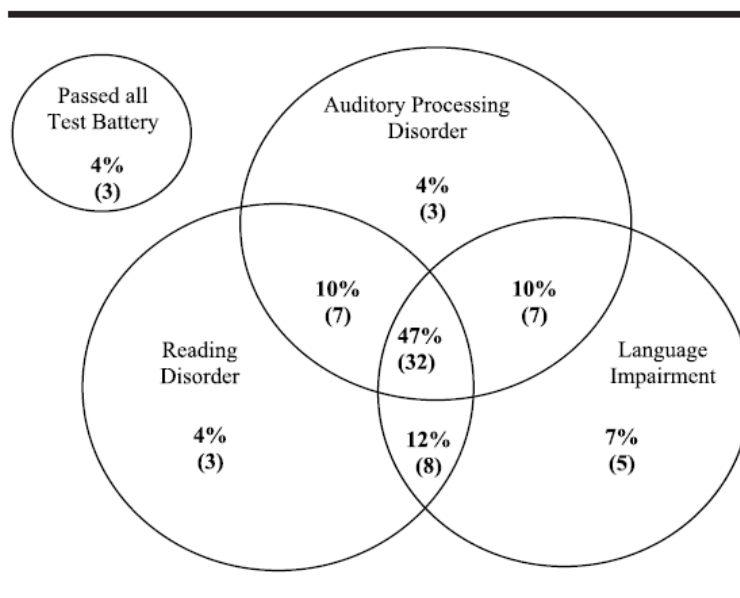 Passed all
Test Battery
4%
(3)
Auditory Processing
Disorder
4%
(3)
10%
(7)
10%
(7)
47%
(32)
Reading
Disorder
4%
(3)
Language
Impairment
7%
(5)
12%
(8)